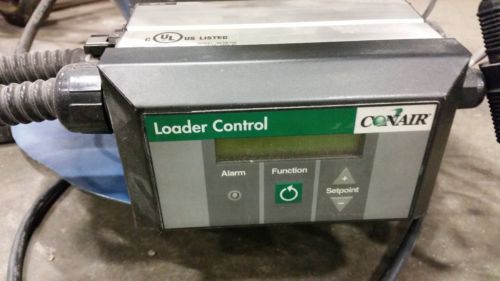 C UL US LISTED
Loader Control
CONAIR
Alarm
Function
Setpoint
+
−